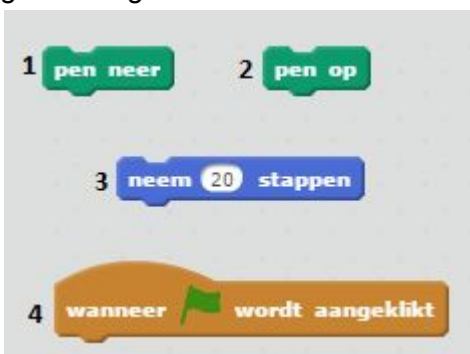 1 pen neer 2 pen op
3 neem 20 stappen
4 wanneer wordt aangeklikt